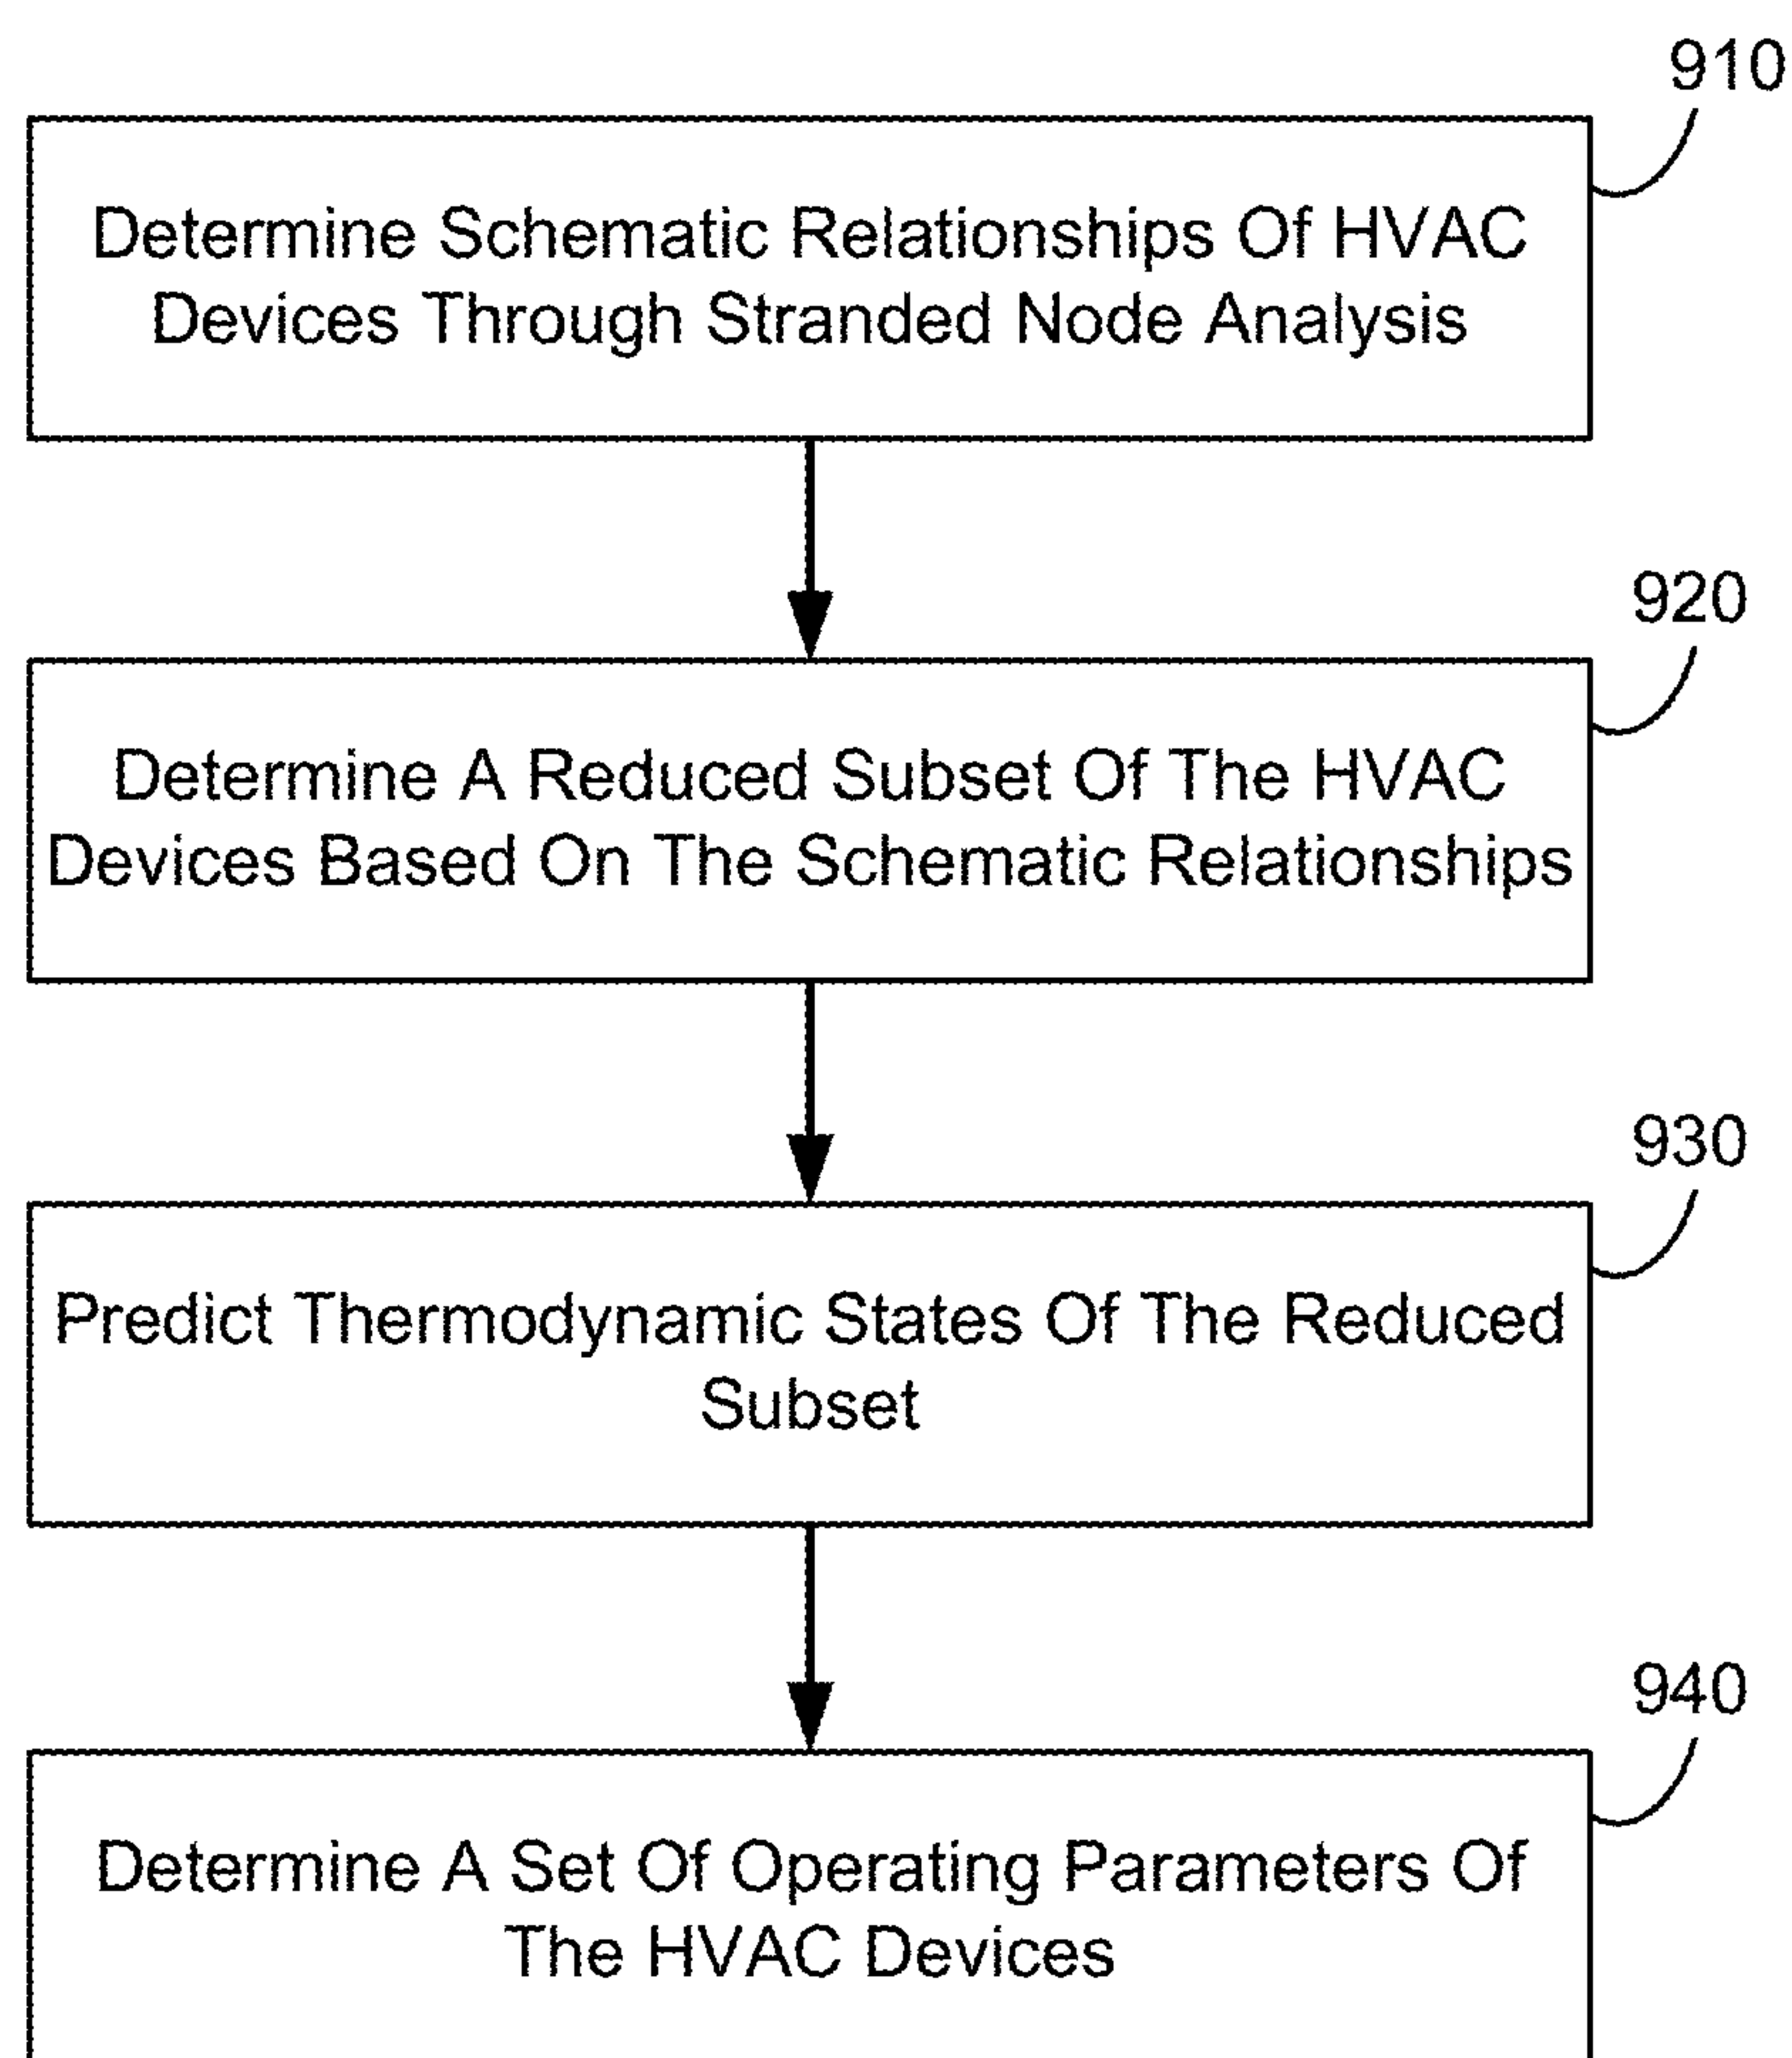 910
Determine Schematic Relationships Of HVAC
Devices Through Stranded Node Analysis
920
Determine A Reduced Subset Of The HVAC
Devices Based On The Schematic Relationships
930
Predict Thermodynamic States Of The Reduced
Subset
940
Determine A Set Of Operating Parameters Of
The HVAC Devices